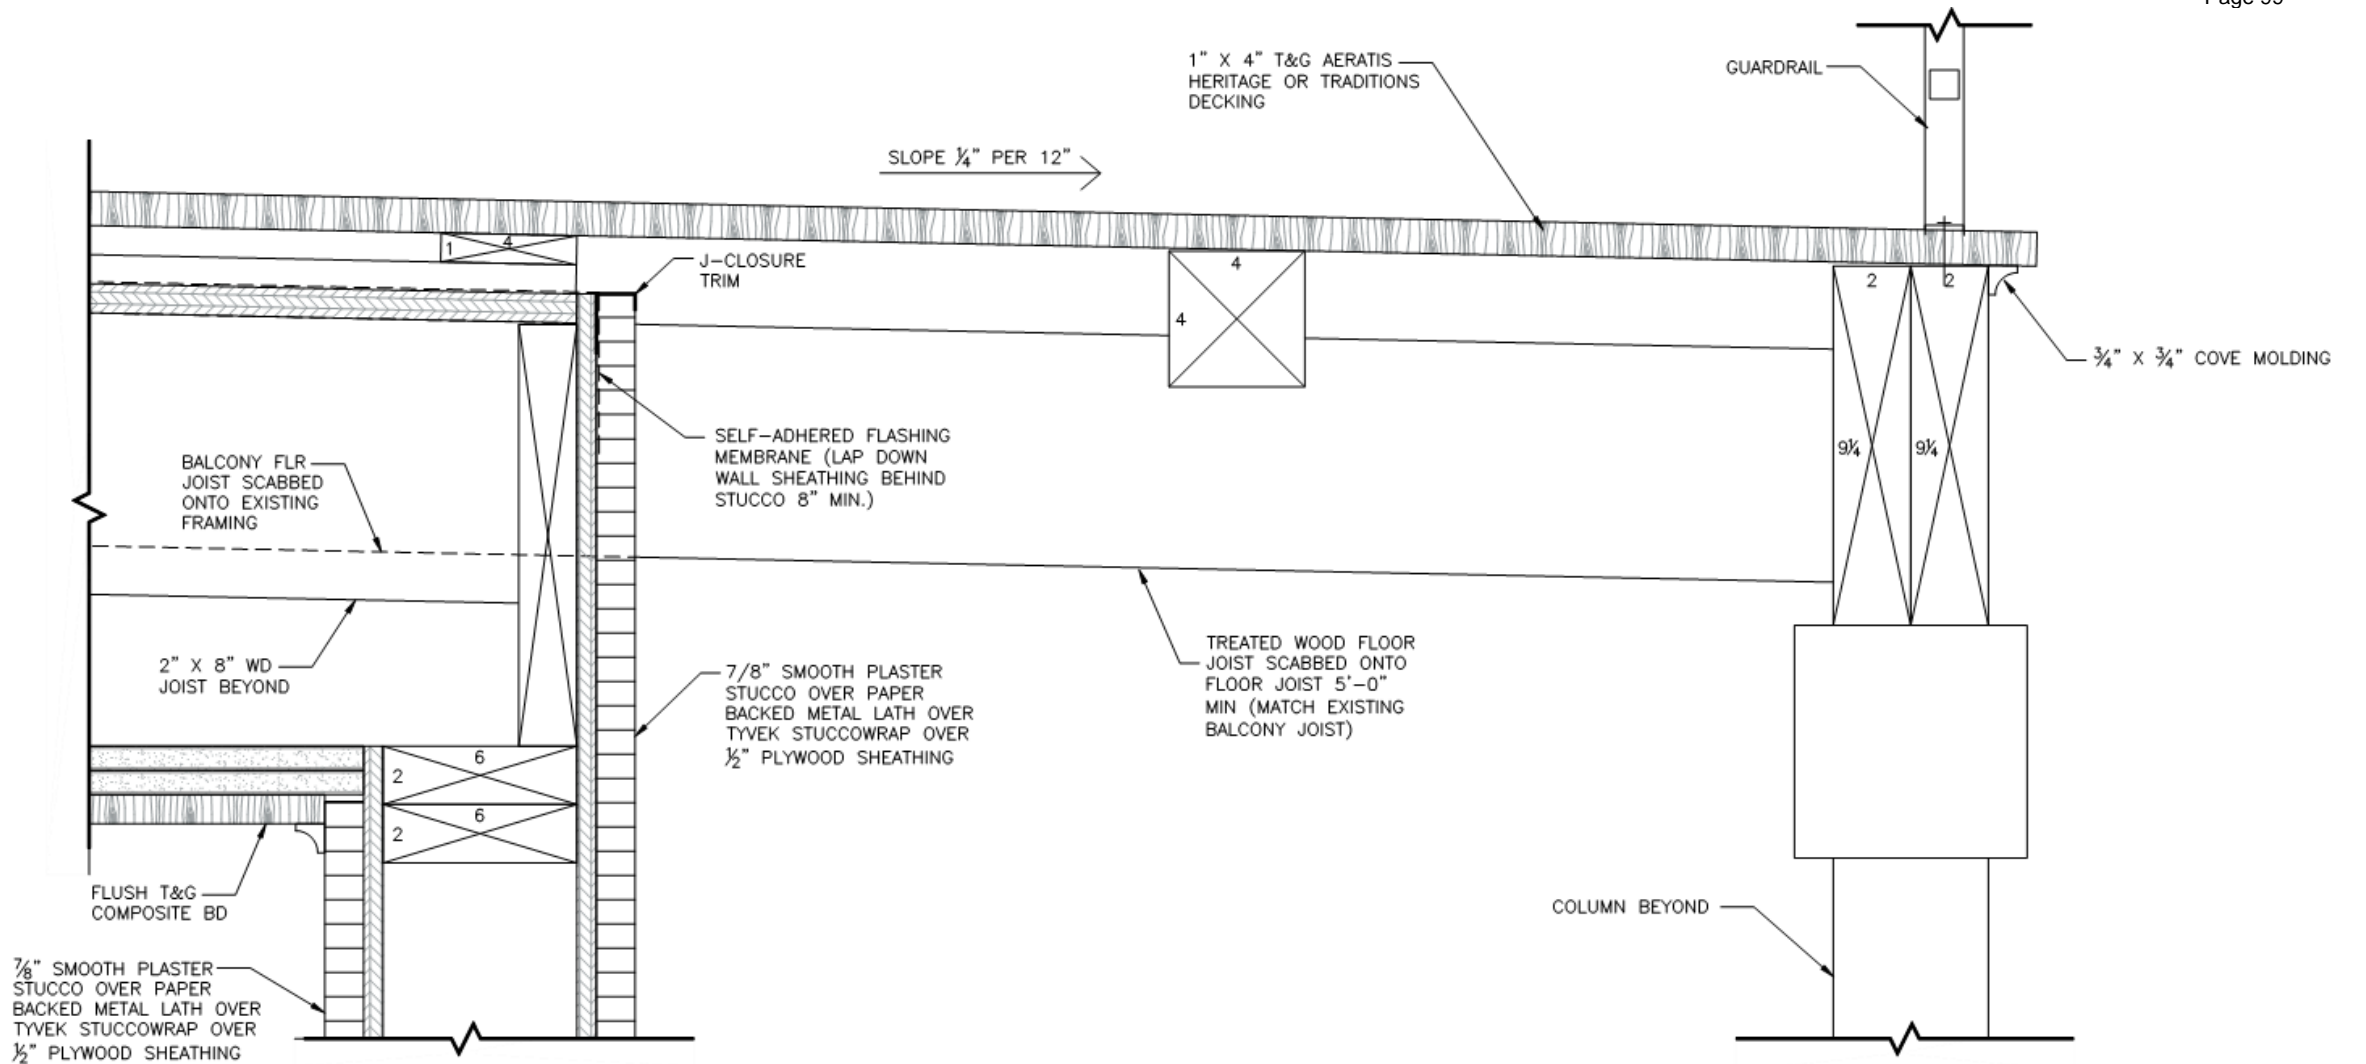 Page 99
1” X 4” T&G AERATIS
HERITAGE OR TRADITIONS
DECKING
GUARDRAIL
SLOPE ¼” PER 12”
1
4
J-CLOSURE
TRIM
4
4
2
2
¾” X ¾” COVE MOLDING
SELF-ADHERED FLASHING
MEMBRANE (LAP DOWN
WALL SHEATHING BEHIND
STUCCO 8” MIN.)
9¼
9¼
BALCONY FLR
JOIST SCABBED
ONTO EXISTING
FRAMING
2” X 8” WD
JOIST BEYOND
7/8” SMOOTH PLASTER
STUCCO OVER PAPER
BACKED METAL LATH OVER
TYVEK STUCCOWRAP OVER
½” PLYWOOD SHEATHING
TREATED WOOD FLOOR
JOIST SCABBED ONTO
FLOOR JOIST 5’-0”
MIN (MATCH EXISTING
BALCONY JOIST)
6
2
6
2
FLUSH T&G
COMPOSITE BD
COLUMN BEYOND
⅞” SMOOTH PLASTER
STUCCO OVER PAPER
BACKED METAL LATH OVER
TYVEK STUCCOWRAP OVER
½” PLYWOOD SHEATHING